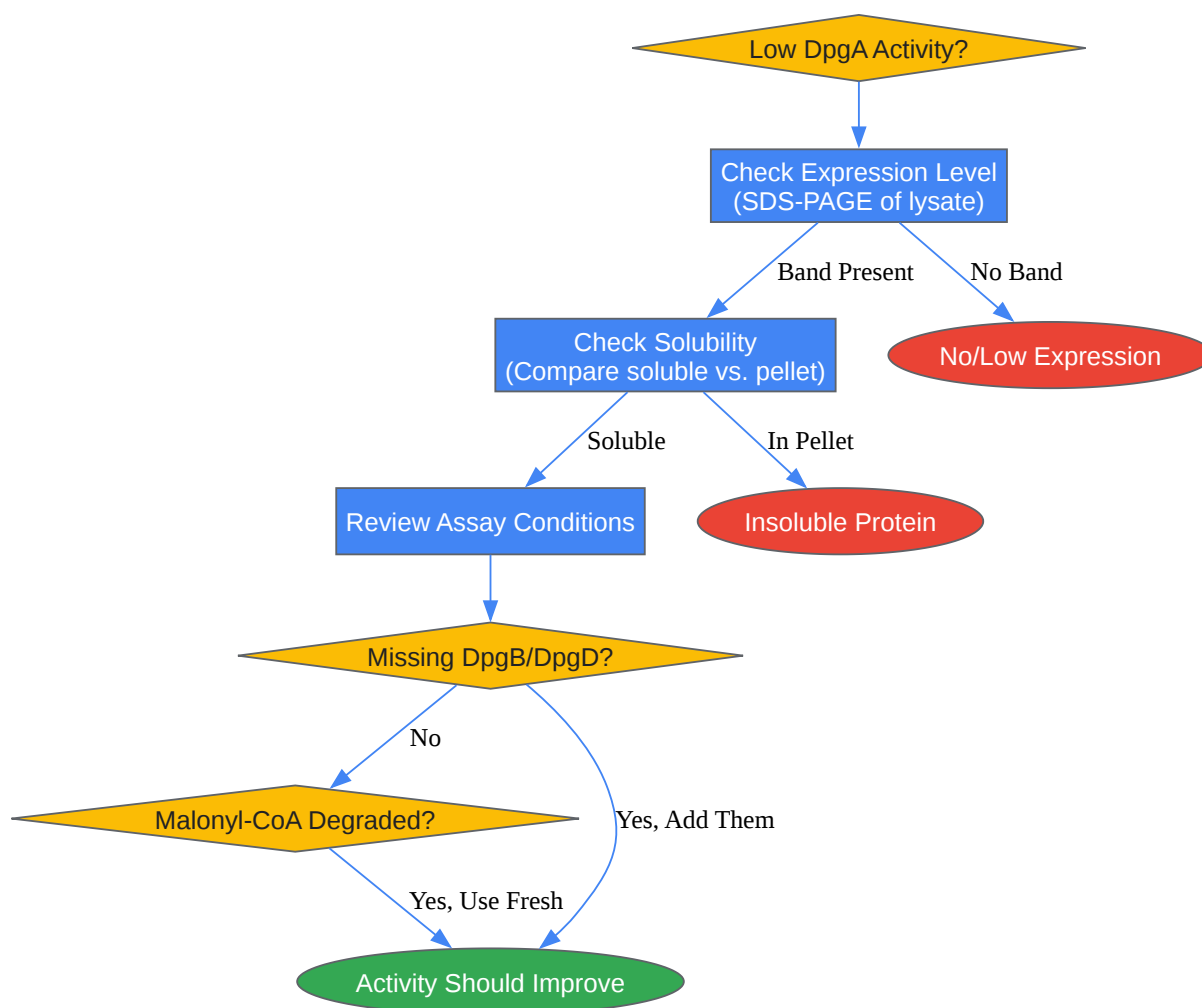 Low DpgA Activity?
Check Expression Level
(SDS-PAGE of lysate)
Band Present
No Band
Check Solubility
(Compare soluble vs. pellet)
No/Low Expression
Soluble
In Pellet
Review Assay Conditions
Insoluble Protein
Missing DpgB/DpgD?
No
Yes, Add Them
Malonyl-CoA Degraded?
Yes, Use Fresh
Activity Should Improve